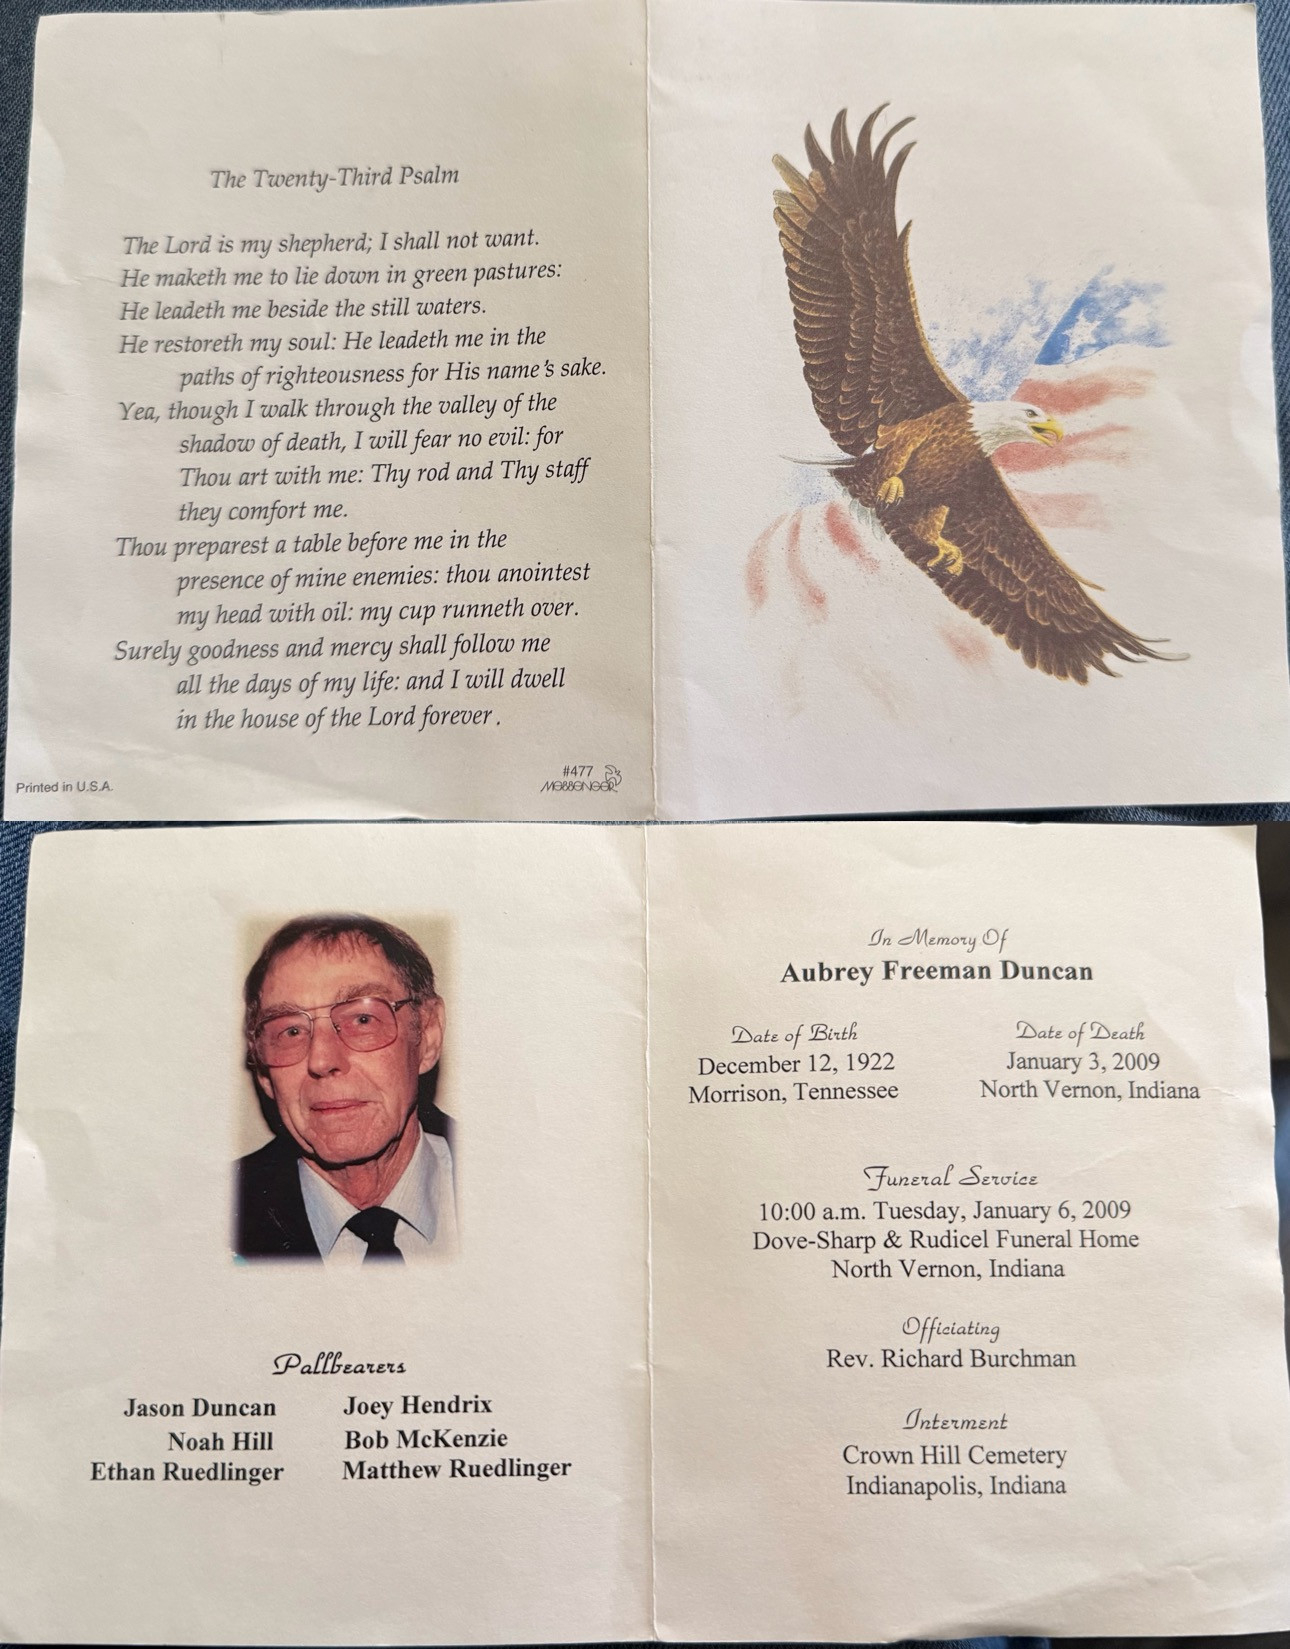 The Twenty-Third Psalm
The Lord is my shepherd; I shall not want.
He maketh me to lie down in green pastures:
He leadeth me beside the still waters.
He restoreth my soul: He leadeth me in the
paths of righteousness for His name's sake.
Yea, though I walk through the valley of the
shadow of death, I will fear no evil: for
Thou art with me: Thy rod and Thy staff
they comfort me.
Thou preparest a table before me in the
presence of mine enemies: thou anointest
my head with oil: my cup runneth over.
Surely goodness and mercy shall follow me
all the days of my life: and I will dwell
in the house of the Lord forever.
Printed in U.S.A.
#477
MESSENGER
Pallbearers
Jason Duncan
Joey Hendrix
Noah Hill
Bob McKenzie
Ethan Ruedlinger
Matthew Ruedlinger
In Memory Of
Aubrey Freeman Duncan
Date of Birth
December 12, 1922
Morrison, Tennessee
Date of Death
January 3, 2009
North Vernon, Indiana
Funeral Service
10:00 a.m. Tuesday, January 6, 2009
Dove-Sharp & Rudicel Funeral Home
North Vernon, Indiana
Officiating
Rev. Richard Burchman
Interment
Crown Hill Cemetery
Indianapolis, Indiana